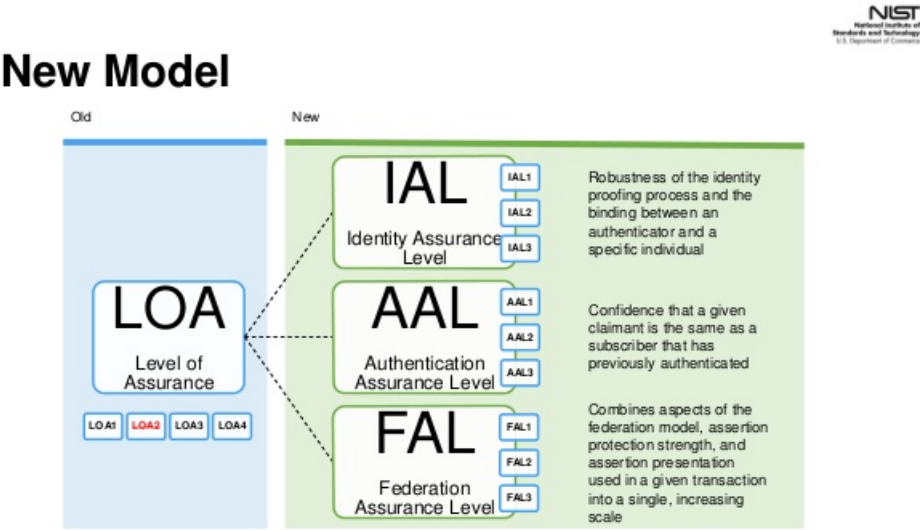 NIST
National Institute of
Standards and Technology
U.S. Department of Commerce
New Model
Old
New
LOA
Level of
Assurance
LOA1
LOA2
LOA3
LOA4
IAL
Identity Assurance
Level
IAL1
IAL2
IAL3
Robustness of the identity
proofing process and the
binding between an
authenticator and a
specific individual
AAL
Authentication
Assurance Level
AAL1
AAL2
AAL3
Confidence that a given
claimant is the same as a
subscriber that has
previously authenticated
FAL
Federation
Assurance Level
FAL1
FAL2
FAL3
Combines aspects of the
federation model, assertion
protection strength, and
assertion presentation
used in a given transaction
into a single, increasing
scale